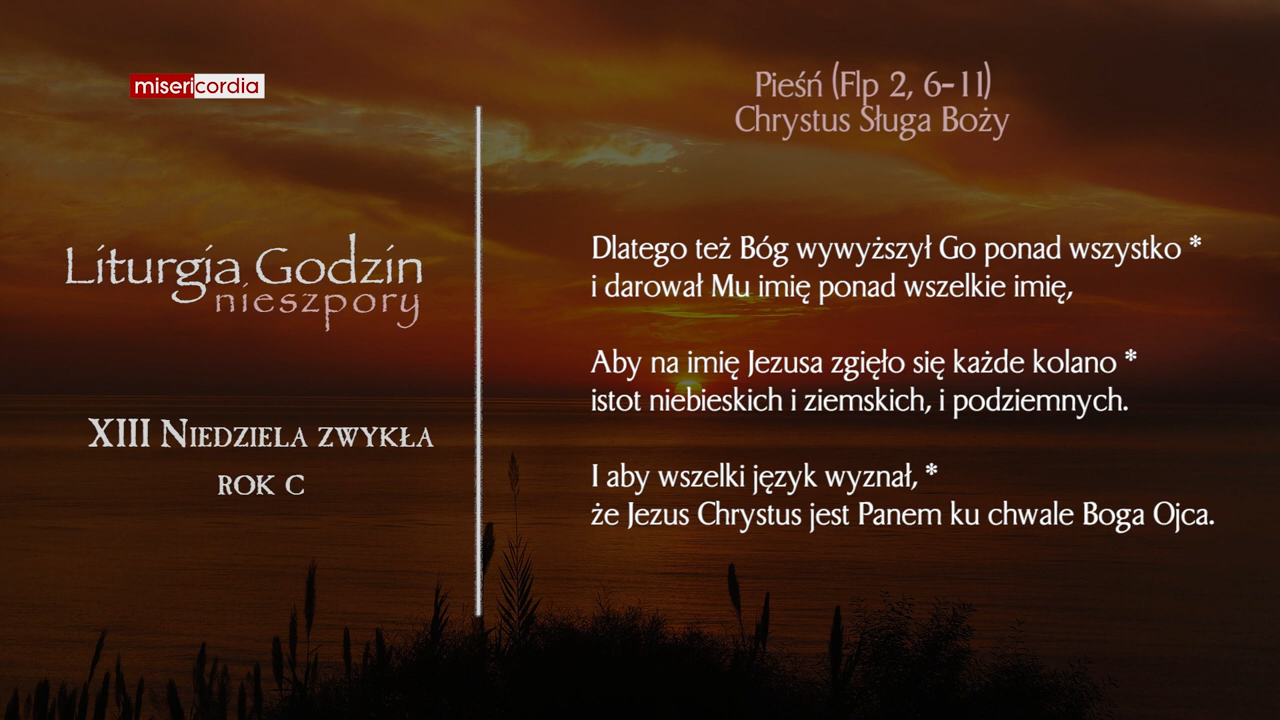 misericordia
Liturgia Godzin
nieszpory
XIII Niedziela zwykła
rok C
Pieśń (Flp 2, 6-11)
Chrystus Sługa Boży
Dlatego też Bóg wywyższył Go ponad wszystko *
i darował Mu imię ponad wszelkie imię,
Aby na imię Jezusa zgięło się każde kolano *
istot niebieskich i ziemskich, i podziemnych.
I aby wszelki język wyznał, *
że Jezus Chrystus jest Panem ku chwale Boga Ojca.